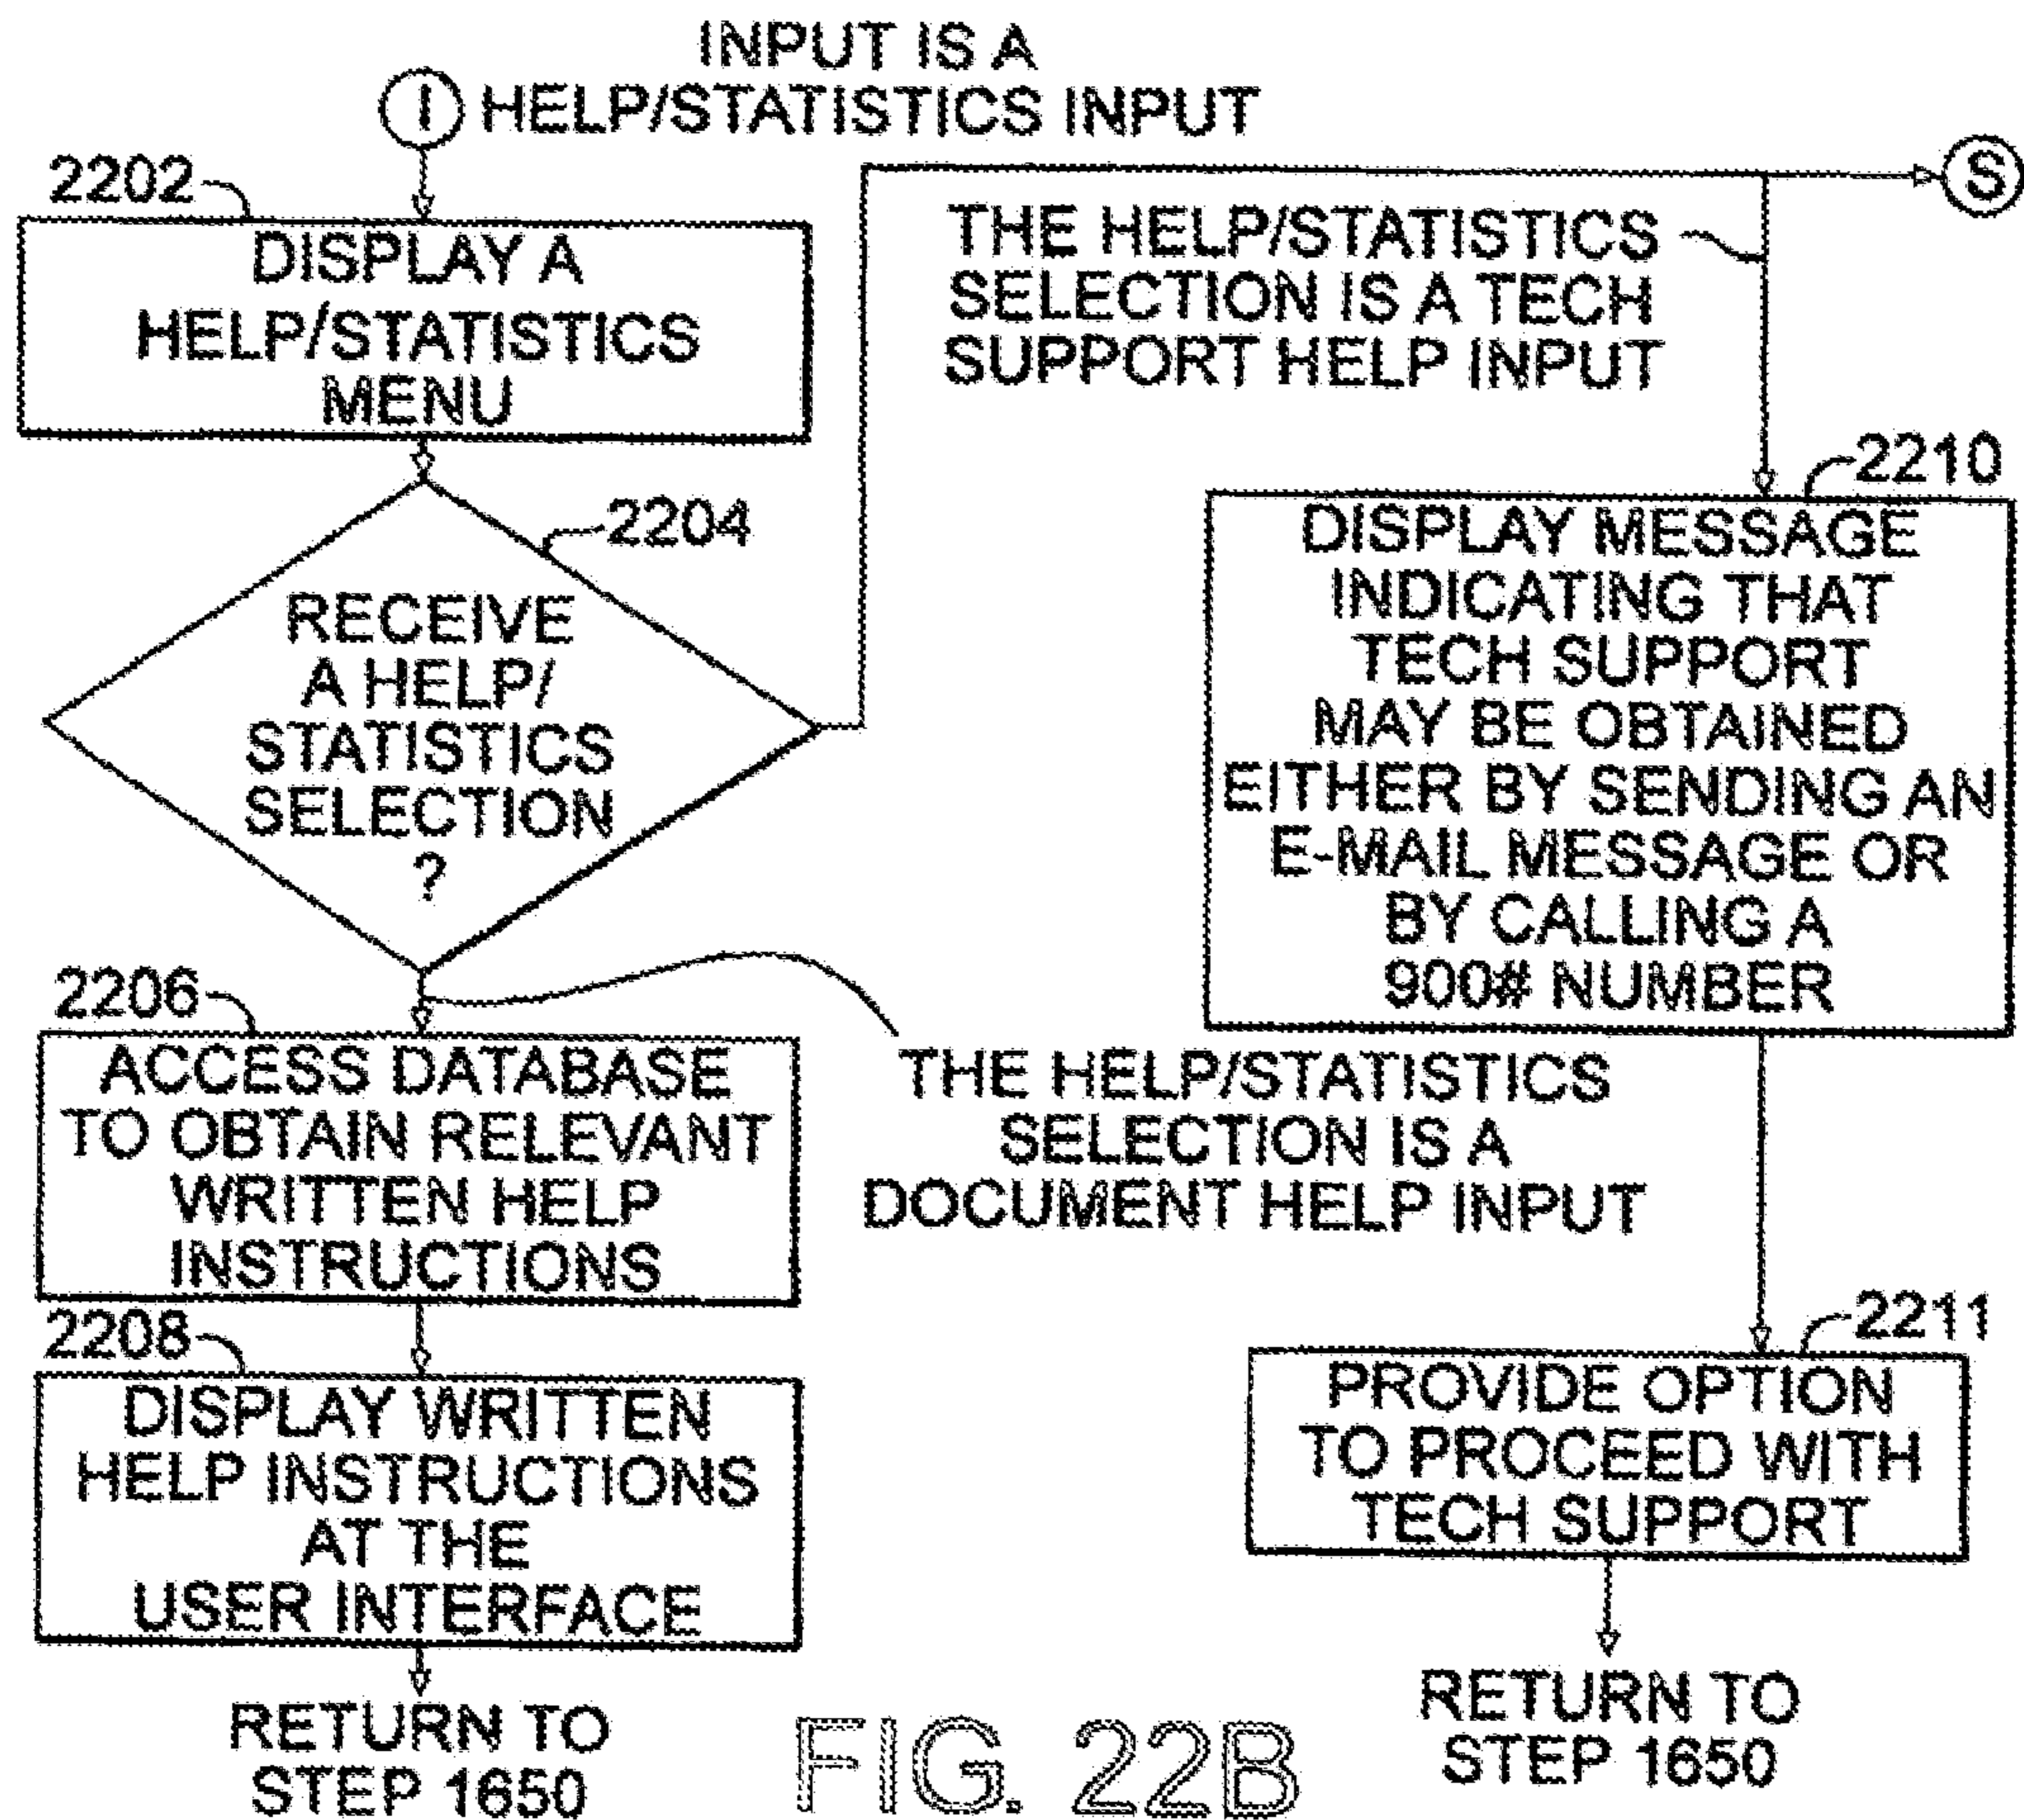 INPUT IS A
I HELP/STATISTICS INPUT
S
2202
DISPLAY A
HELP/STATISTICS
MENU
THE HELP/STATISTICS
SELECTION IS A TECH
SUPPORT HELP INPUT
2204
RECEIVE
A HELP/
STATISTICS
SELECTION
?
2210
DISPLAY MESSAGE
INDICATING THAT
TECH SUPPORT
MAY BE OBTAINED
EITHER BY SENDING AN
E-MAIL MESSAGE OR
BY CALLING A
900# NUMBER
2206
ACCESS DATABASE
TO OBTAIN RELEVANT
WRITTEN HELP
INSTRUCTIONS
THE HELP/STATISTICS
SELECTION IS A
DOCUMENT HELP INPUT
2208
DISPLAY WRITTEN
HELP INSTRUCTIONS
AT THE
USER INTERFACE
2211
PROVIDE OPTION
TO PROCEED WITH
TECH SUPPORT
RETURN TO
STEP 1650
RETURN TO
STEP 1650
FIG. 22B